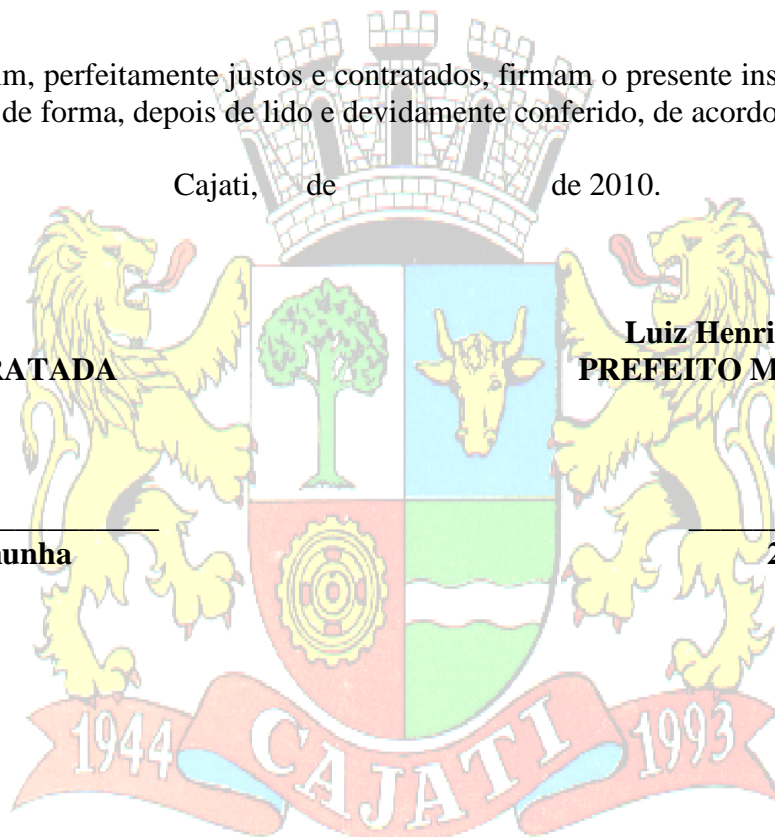 im, perfeitamente justos e contratados, firmam o presente ins
de forma, depois de lido e devidamente conferido, de acordo
Cajati, de de 2010.
Luiz Henri
RATADA PREFEITO M
unha 2
1944 CAJATI 1993